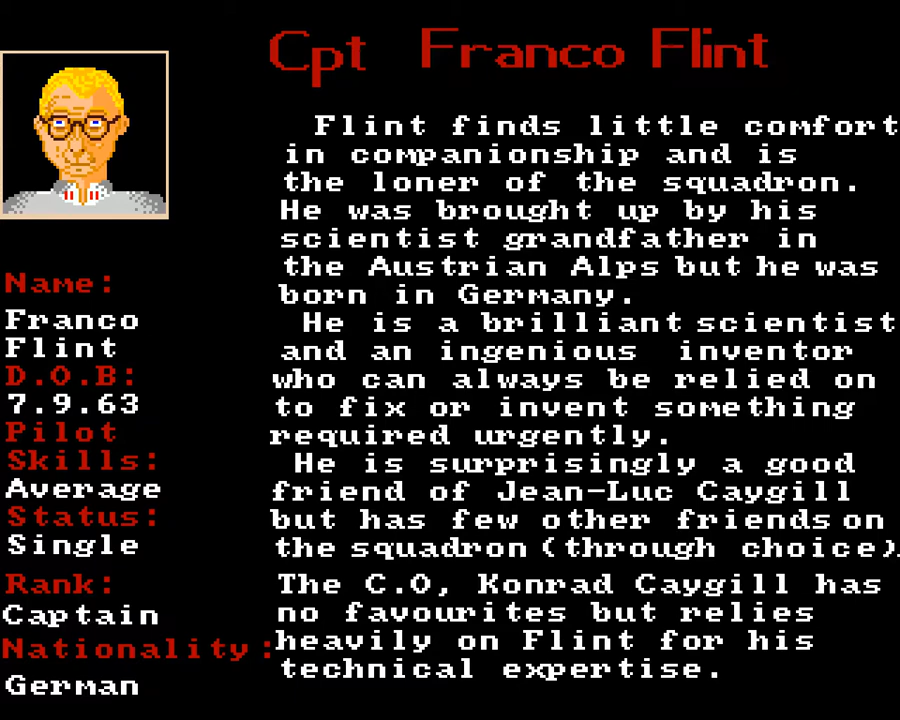 Cpt Franco Flint
Flint finds little comfort
in companionship and is
the loner of the squadron.
He was brought up by his
scientist grandfather in
the Austrian Alps but he was
born in Germany.
He is a brilliant scientist
and an ingenious inventor
who can always be relied on
to fix or invent something
required urgently.
He is surprisingly a good
friend of Jean-Luc Caygill
but has few other friends on
the squadron (through choice).
The C.O, Konrad Caygill has
no favourites but relies
heavily on Flint for his
technical expertise.
Name:
Franco
Flint
D.O.B:
7.9.63
Pilot
Skills:
Average
Status:
Single
Rank:
Captain
Nationality:
German